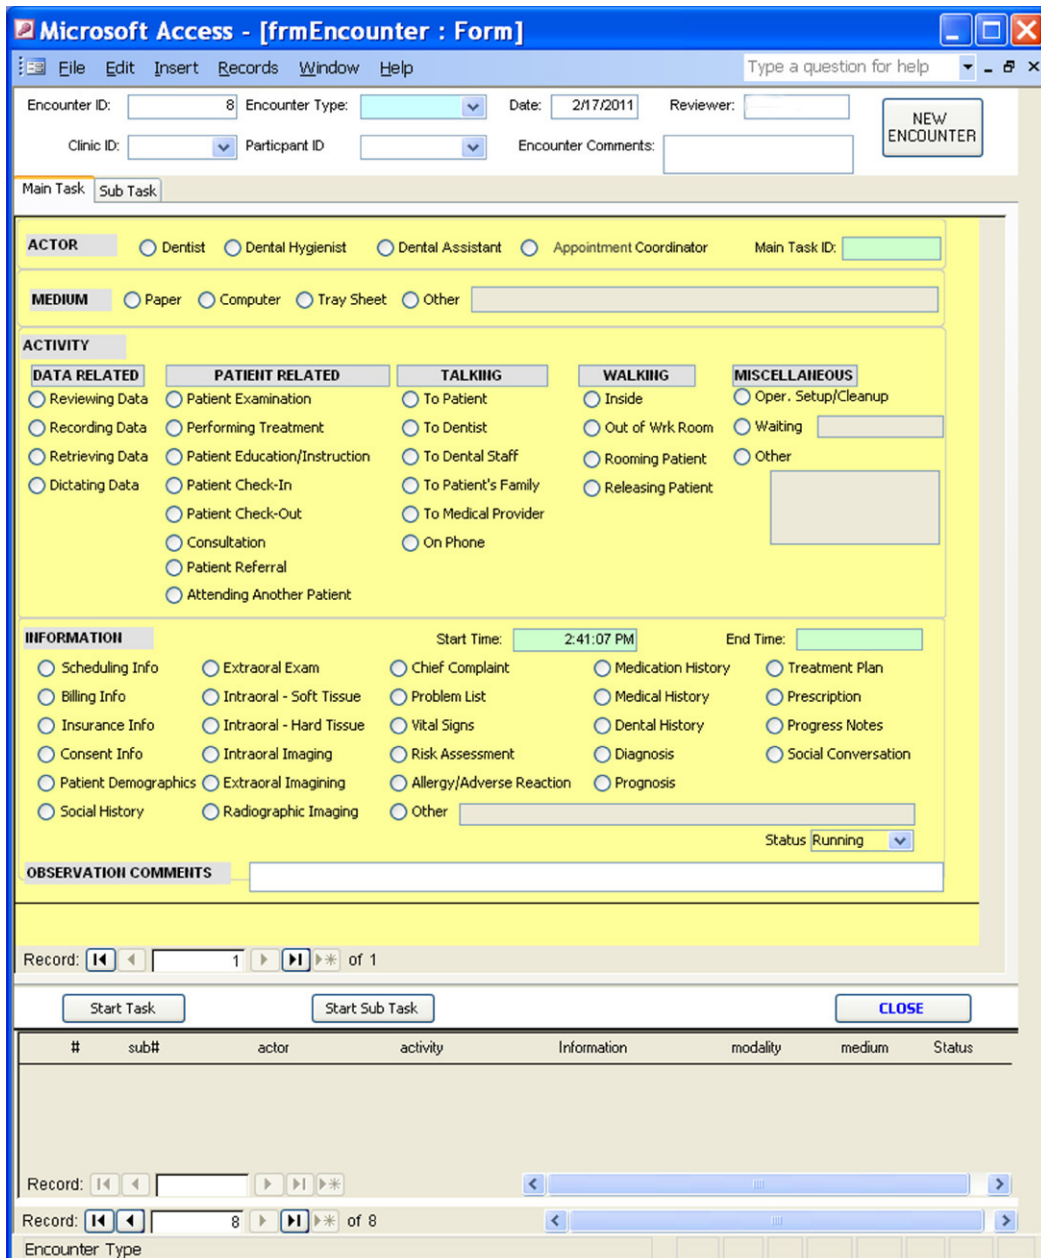 Microsoft Access - [frmEncounter : Form]
File Edit Insert Records Window Help Type a question for help
Encounter ID: 8 Encounter Type: Date: 2/17/2011 Reviewer:
NEW ENCOUNTER
Clinic ID: Particpant ID Encounter Comments:
Main Task Sub Task
ACTOR Dentist Dental Hygienist Dental Assistant Appointment Coordinator Main Task ID:
MEDIUM Paper Computer Tray Sheet Other
ACTIVITY
DATA RELATED PATIENT RELATED TALKING WALKING MISCELLANEOUS
Reviewing Data Patient Examination To Patient Inside Oper. Setup/Cleanup
Recording Data Performing Treatment To Dentist Out of Wrk Room Waiting
Retrieving Data Patient Education/Instruction To Dental Staff Rooming Patient Other
Dictating Data Patient Check-In To Patient's Family Releasing Patient
Patient Check-Out To Medical Provider
Consultation On Phone
Patient Referral
Attending Another Patient
INFORMATION Start Time: 2:41:07 PM End Time:
Scheduling Info Extraoral Exam Chief Complaint Medication History Treatment Plan
Billing Info Intraoral - Soft Tissue Problem List Medical History Prescription
Insurance Info Intraoral - Hard Tissue Vital Signs Dental History Progress Notes
Consent Info Intraoral Imaging Risk Assessment Diagnosis Social Conversation
Patient Demographics Extraoral Imagining Allergy/Adverse Reaction Prognosis
Social History Radiographic Imaging Other
Status Running
OBSERVATION COMMENTS
Record: 1 of 1
Start Task Start Sub Task CLOSE
# sub# actor activity Information modality medium Status
Record:
Record: 8 of 8
Encounter Type